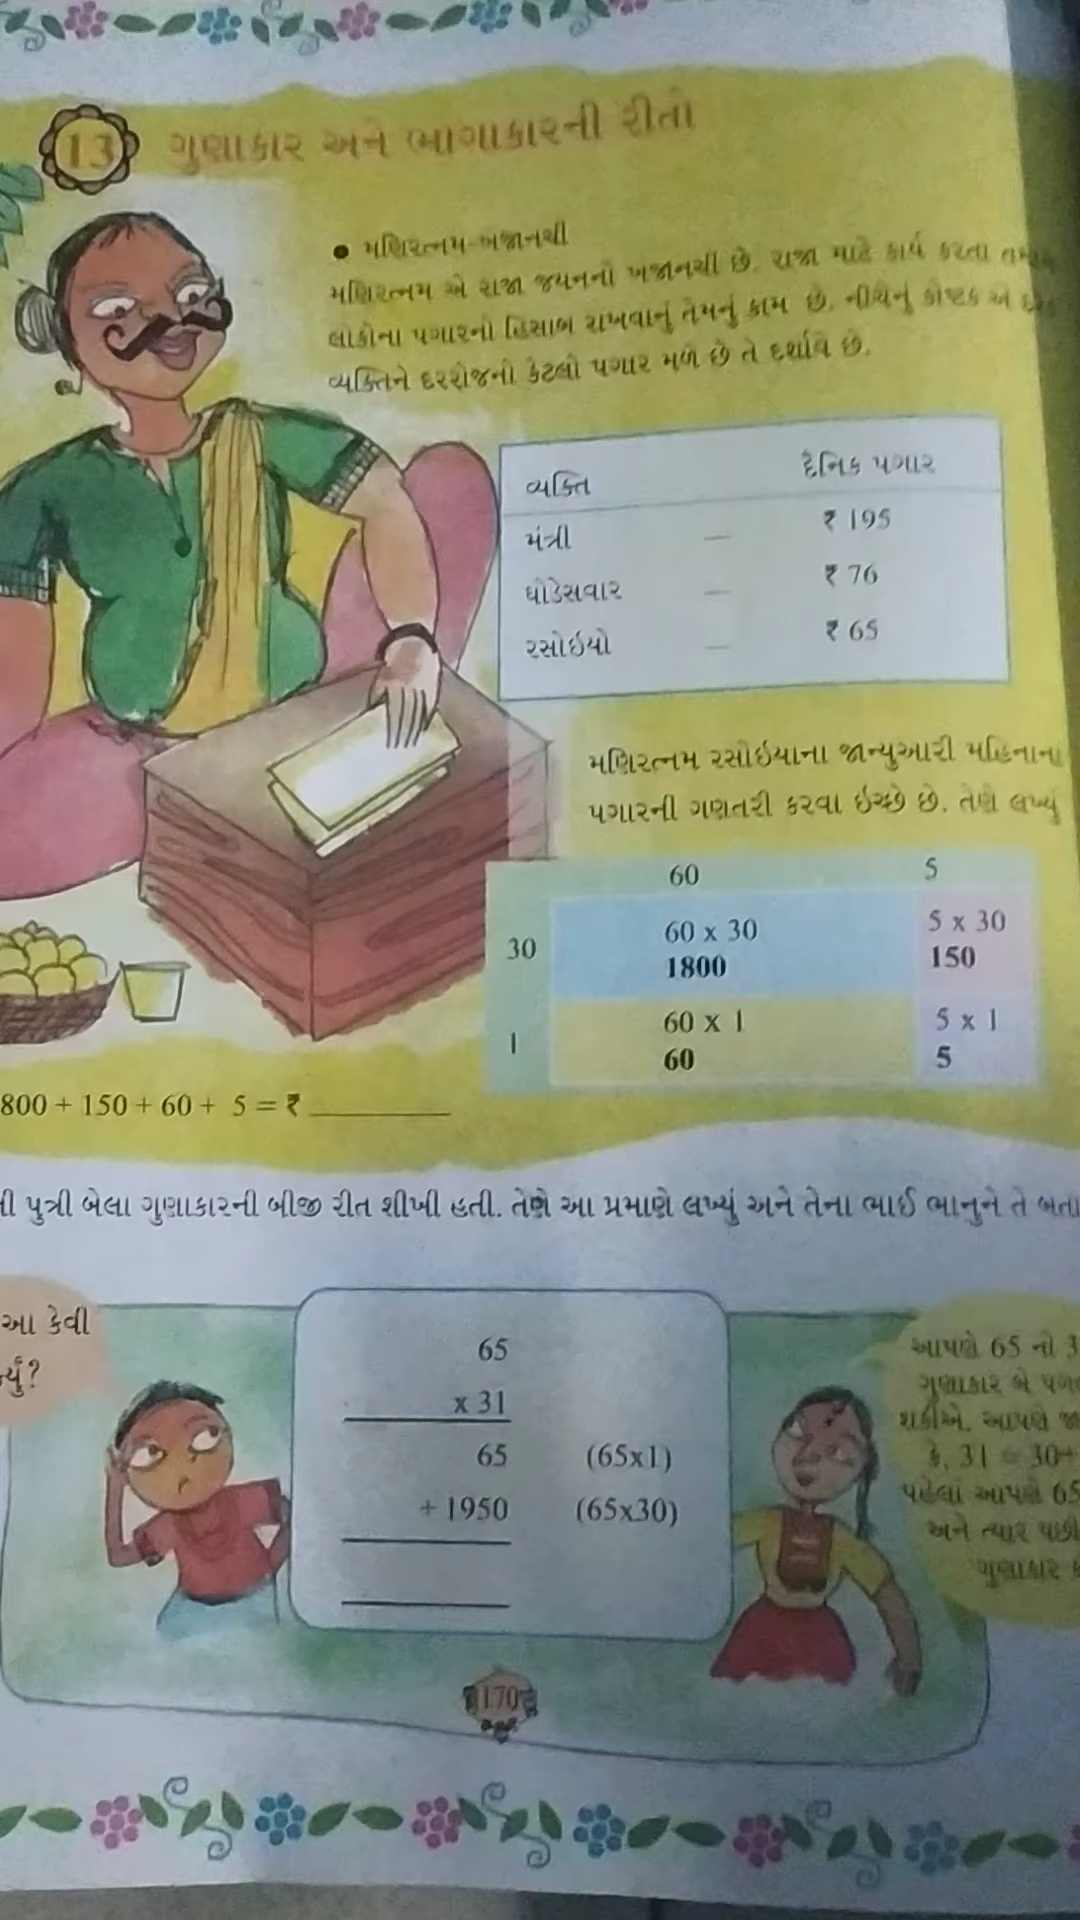 13 ગુણાકાર અને ભાગાકારની રીતો
• મણિરત્નમ-ખજાનચી
મણિરત્નમ એ રાજા જયનનો ખજાનચી છે. રાજા માટે કાર્ય કરતા
લોકોના પગારનો હિસાબ રાખવાનું તેમનું કામ છે. નીચેનું કોષ્ટક એ
વ્યક્તિને દરરોજનો કેટલો પગાર મળે છે તે દર્શાવે છે.
વ્યક્તિ દૈનિક પગાર
મંત્રી — ₹ 195
ઘોડેસવાર — ₹ 76
રસોઇયો — ₹ 65
મણિરત્નમ રસોઇયાના જાન્યુઆરી મહિનાના
પગારની ગણતરી કરવા ઇચ્છે છે. તેણે લખ્યું
60 5
60 x 30 5 x 30
30
1800 150
60 x 1 5 x 1
1
60 5
800 + 150 + 60 + 5 = ₹ ________
પુત્રી બેલા ગુણાકારની બીજી રીત શીખી હતી. તેણે આ પ્રમાણે લખ્યું અને તેના ભાઈ ભાનુને તે
આ કેવી
65
x 31
65 (65x1)
+ 1950 (65x30)
આપણે 65 નો
ગુણાકાર બે
શકીએ. આપણે
કે, 31 = 30+
પહેલાં આપણે 65
અને ત્યાર પછી
ગુણાકાર
170